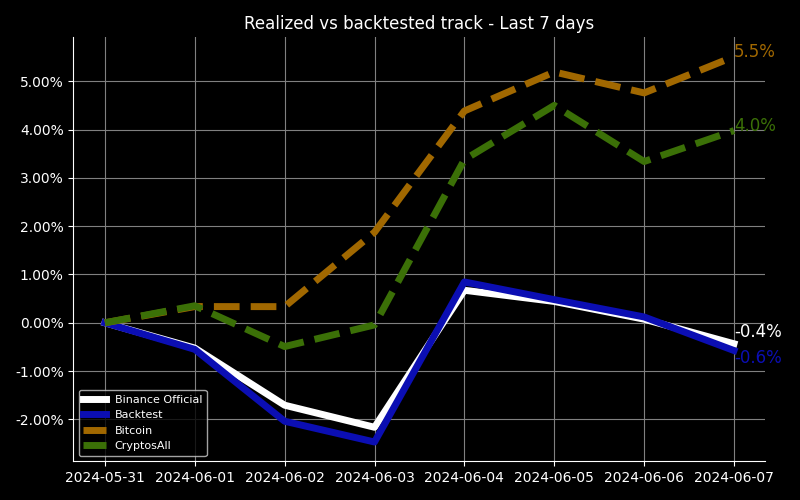 Realized vs backtested track - Last 7 days
5.5%
5.00%
4.0%
4.00%
3.00%
2.00%
1.00%
0.00%
-0.4%
-0.6%
-1.00%
-2.00%
Binance Official
Backtest
Bitcoin
CryptosAll
2024-05-31 2024-06-01 2024-06-02 2024-06-03 2024-06-04 2024-06-05 2024-06-06 2024-06-07